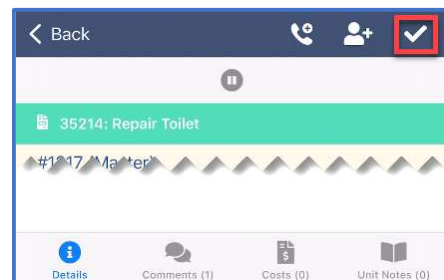 Back
35214: Repair Toilet
Details Comments (1) Costs (0) Unit Notes (0)